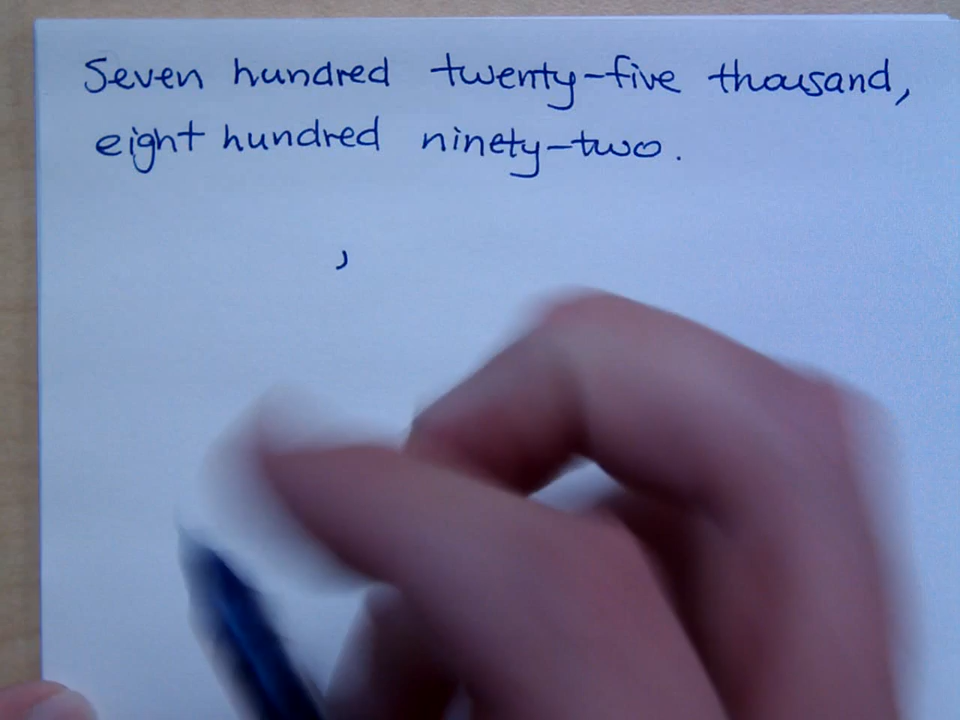 Seven hundred twenty-five thousand,
eight hundred ninety-two.
,